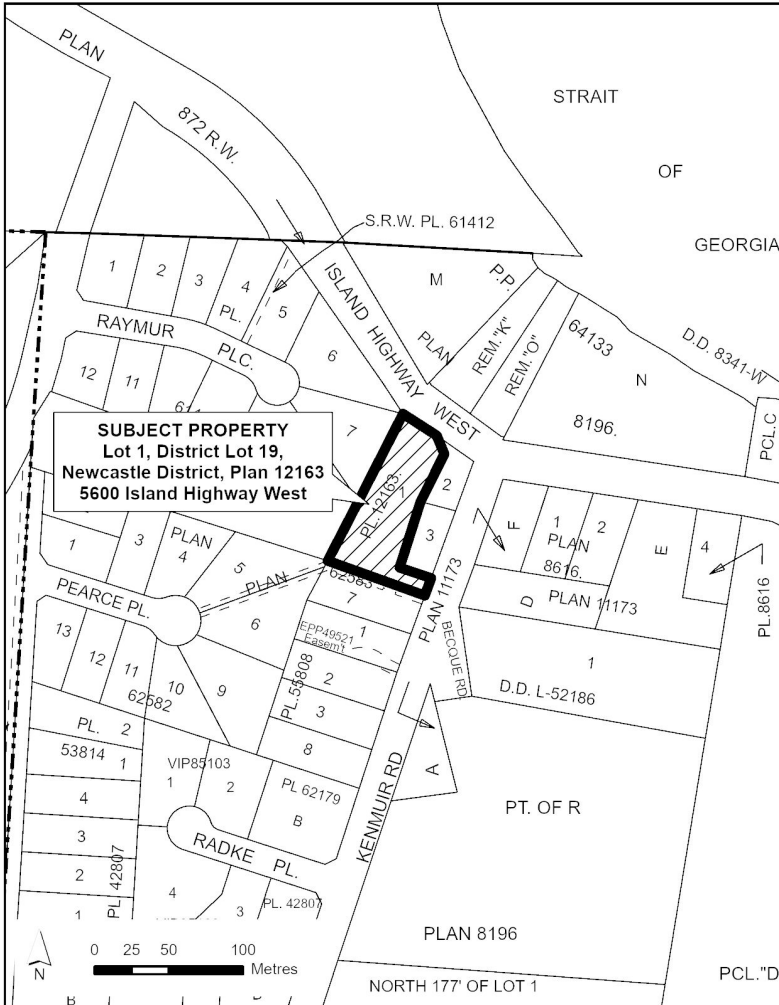 PLAN
872 R.W.
STRAIT
OF
GEORGIA
S.R.W. PL. 61412
ISLAND HIGHWAY WEST
M
P.P.
PLAN
REM."K"
REM."O"
64133
N
8196.
D.D. 8341-W
PCL.C
1
2
3
4
PL.
5
6
RAYMUR PLC.
12
11
7
SUBJECT PROPERTY
Lot 1, District Lot 19,
Newcastle District, Plan 12163
5600 Island Highway West
PL.12163.
1
2
3
F
1
2
PLAN
8616.
E
4
D
PLAN 11173
PL.8616
1
3
PLAN
4
5
PLAN
62583
6
7
PEARCE PL.
PLAN 11173
BECQUE RD
1
D.D. L-52186
EPP49521
Easem't
1
2
3
8
PL.55808
13
12
11
10
9
62582
PL. 2
53814
1
VIP85103
1
2
PL 62179
B
KENMUIR RD
A
PT. OF R
4
3
2
1
PL. 42807
RADKE PL.
4
3
PL. 42807
PLAN 8196
N
0 25 50 100
Metres
NORTH 177' OF LOT 1
PCL."D
B